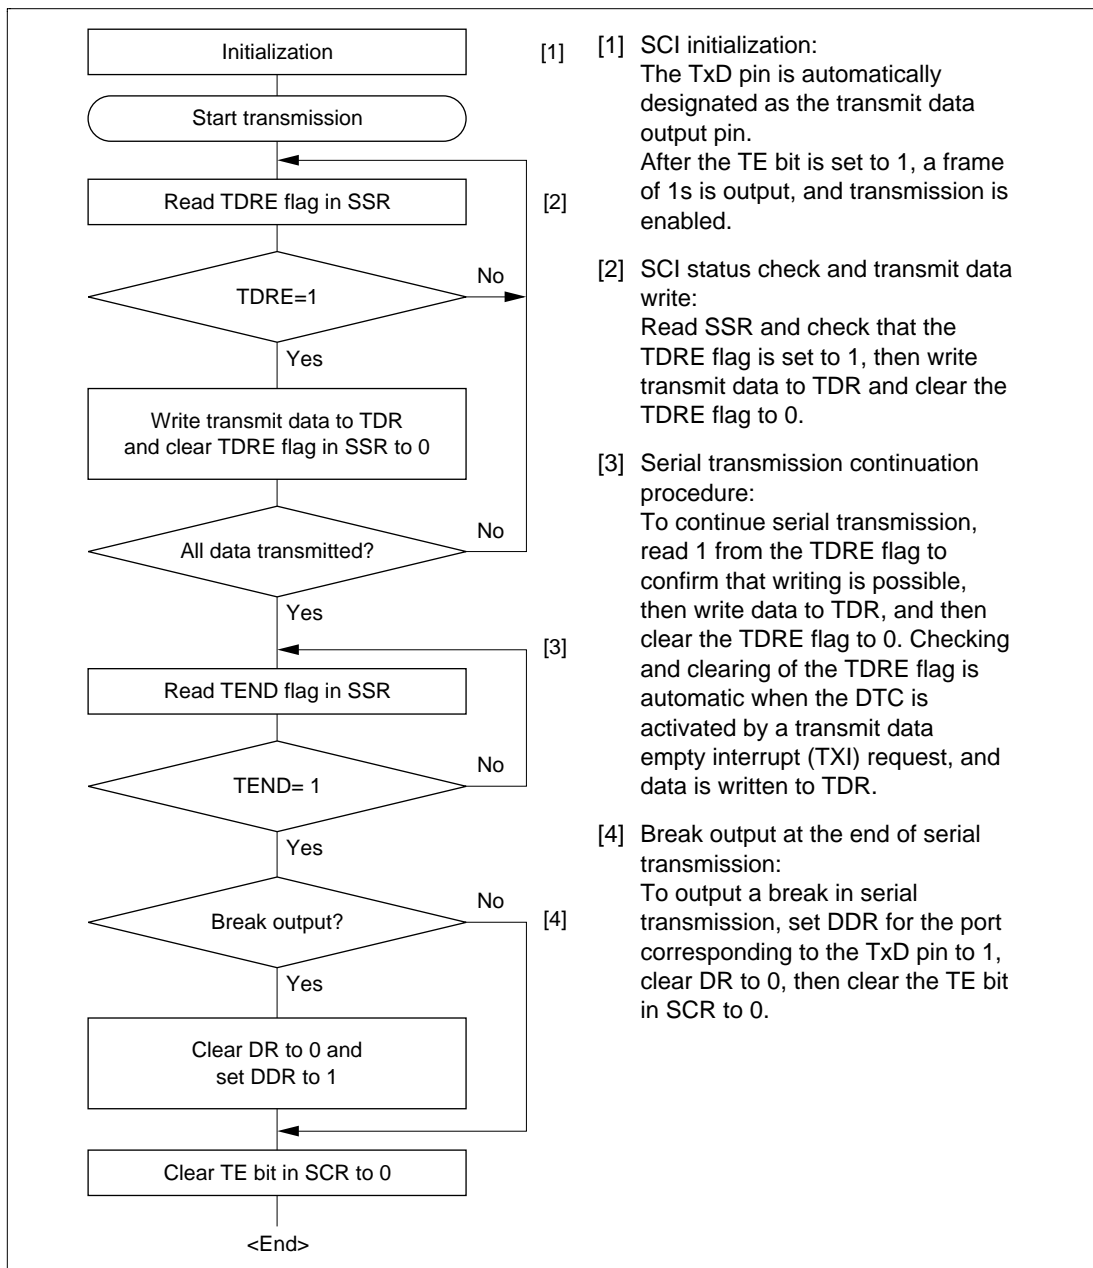 Initialization
[1]
Start transmission
Read TDRE flag in SSR
[2]
TDRE=1
No
Yes
Write transmit data to TDR
and clear TDRE flag in SSR to 0
All data transmitted?
No
Yes
[3]
Read TEND flag in SSR
TEND= 1
No
Yes
Break output?
No
[4]
Yes
Clear DR to 0 and
set DDR to 1
Clear TE bit in SCR to 0
<End>
[1] SCI initialization:
The TxD pin is automatically
designated as the transmit data
output pin.
After the TE bit is set to 1, a frame
of 1s is output, and transmission is
enabled.
[2] SCI status check and transmit data
write:
Read SSR and check that the
TDRE flag is set to 1, then write
transmit data to TDR and clear the
TDRE flag to 0.
[3] Serial transmission continuation
procedure:
To continue serial transmission,
read 1 from the TDRE flag to
confirm that writing is possible,
then write data to TDR, and then
clear the TDRE flag to 0. Checking
and clearing of the TDRE flag is
automatic when the DTC is
activated by a transmit data
empty interrupt (TXI) request, and
data is written to TDR.
[4] Break output at the end of serial
transmission:
To output a break in serial
transmission, set DDR for the port
corresponding to the TxD pin to 1,
clear DR to 0, then clear the TE bit
in SCR to 0.